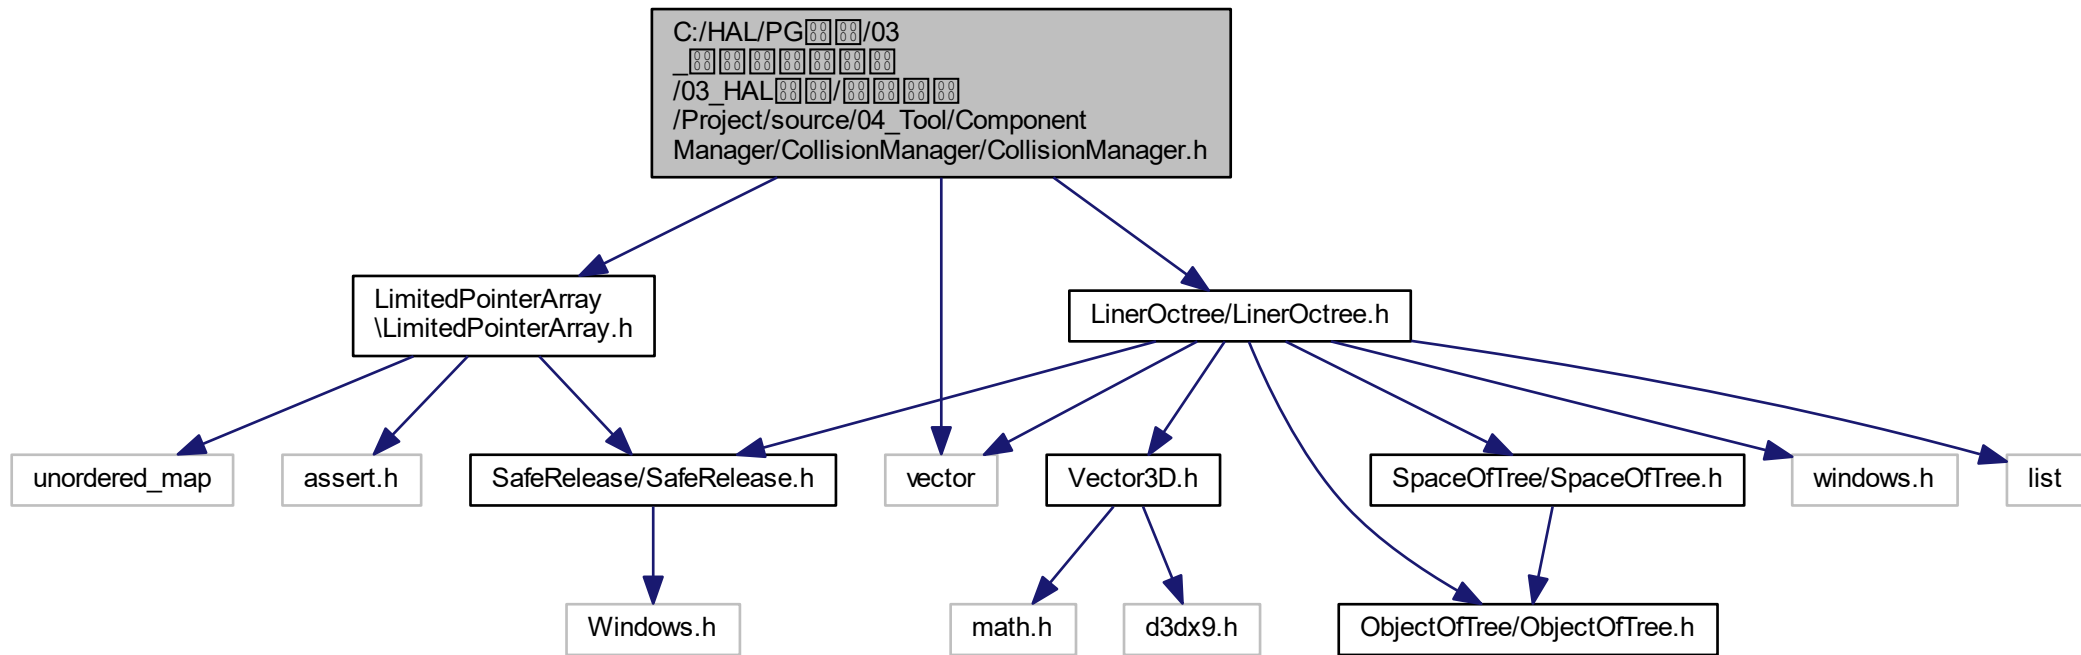 C:/HAL/PG/03
_
/03_HAL/
/Project/source/04_Tool/Component
Manager/CollisionManager/CollisionManager.h
LimitedPointerArray
\LimitedPointerArray.h
LinerOctree/LinerOctree.h
unordered_map
assert.h
SafeRelease/SafeRelease.h
vector
Vector3D.h
SpaceOfTree/SpaceOfTree.h
windows.h
list
Windows.h
math.h
d3dx9.h
ObjectOfTree/ObjectOfTree.h